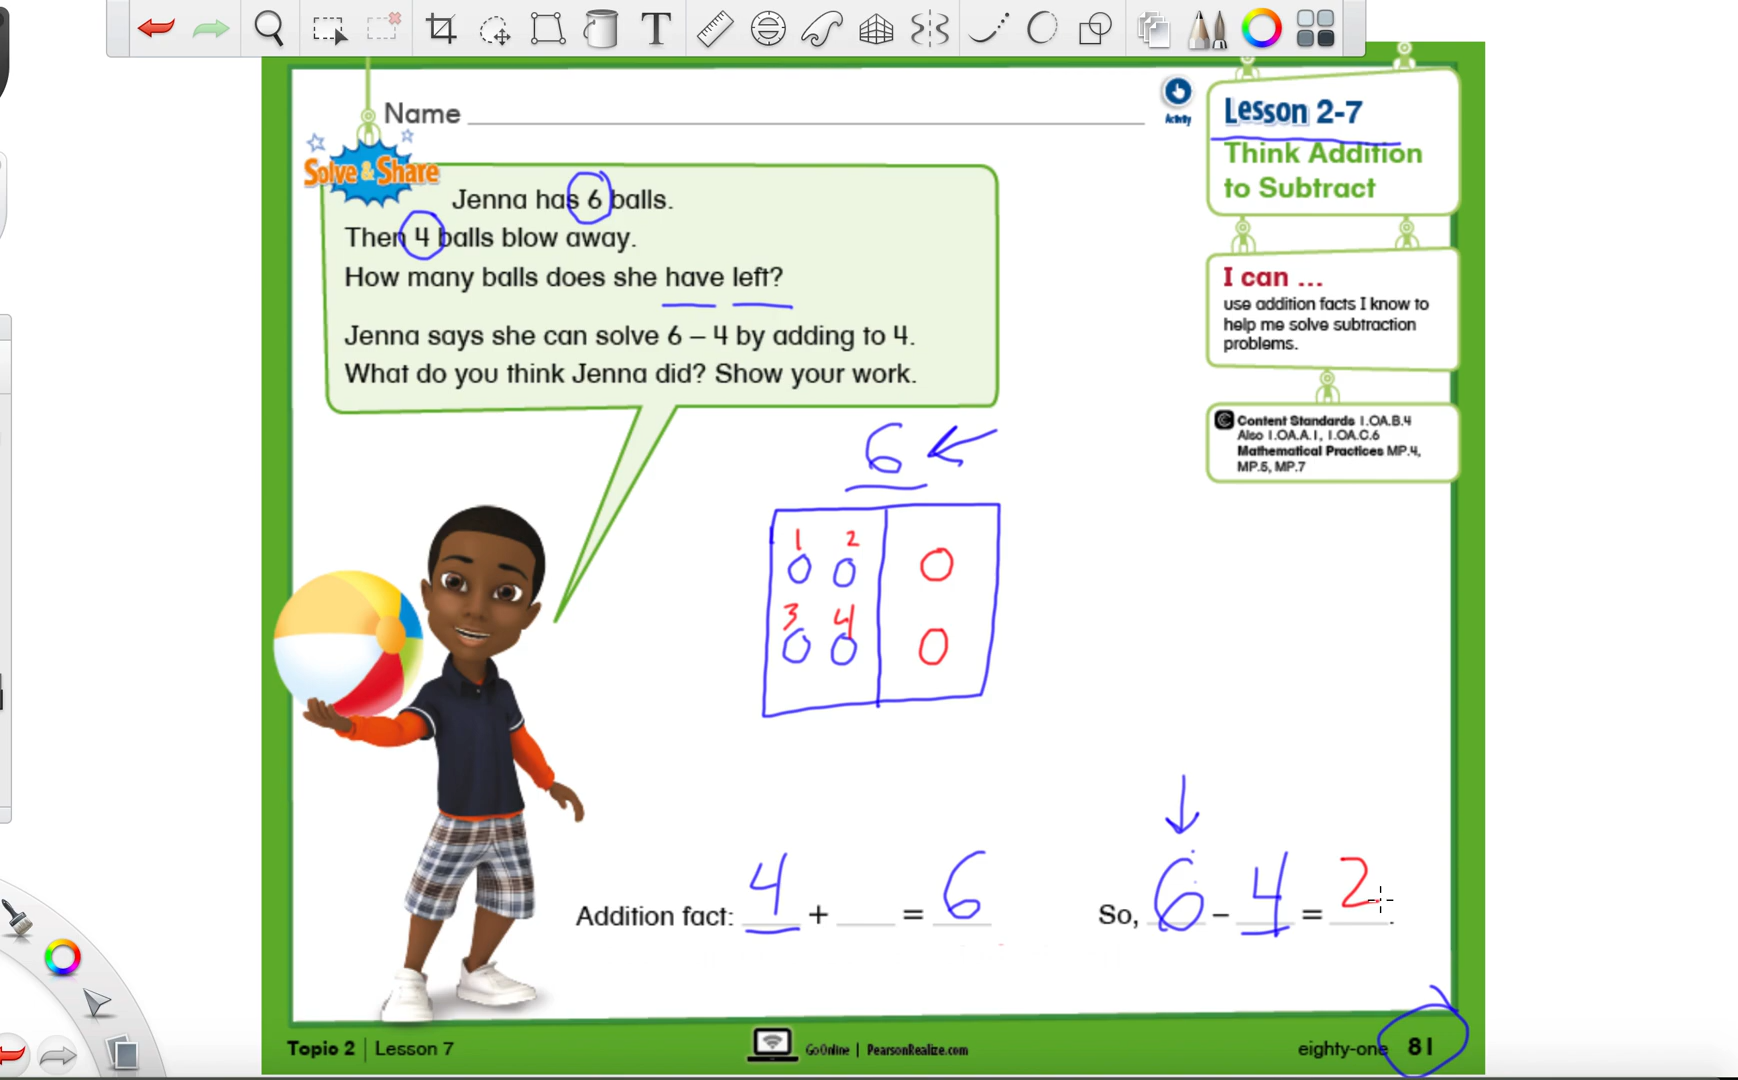 Name
Activity
Lesson 2-7
Think Addition
to Subtract
Solve & Share
Jenna has 6 balls.
Then 4 balls blow away.
How many balls does she have left?
Jenna says she can solve 6 – 4 by adding to 4.
What do you think Jenna did? Show your work.
I can ...
use addition facts I know to
help me solve subtraction
problems.
Content Standards 1.OA.B.4
Also 1.OA.A.1, 1.OA.C.6
Mathematical Practices MP.4,
MP.5, MP.7
6
1 2
3 4
Addition fact: 4 + = 6
So, 6 – 4 = 2.
Topic 2 | Lesson 7
Go Online | PearsonRealize.com
eighty-one 81